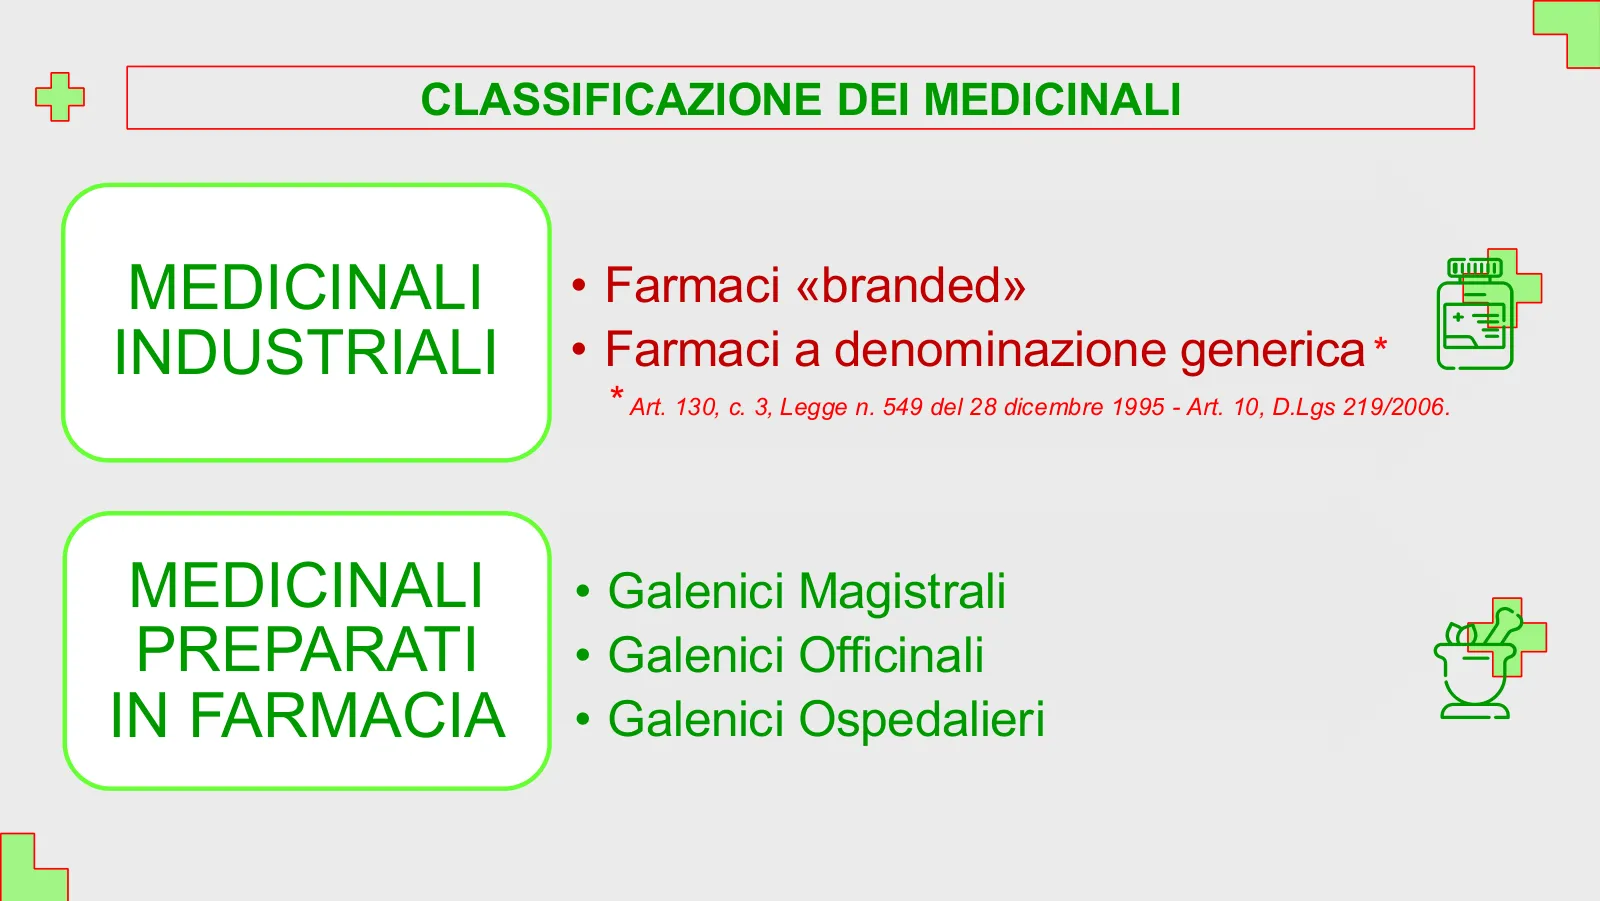 CLASSIFICAZIONE DEI MEDICINALI
MEDICINALI
INDUSTRIALI
• Farmaci «branded»
• Farmaci a denominazione generica *
* Art. 130, c. 3, Legge n. 549 del 28 dicembre 1995 - Art. 10, D.Lgs 219/2006.
MEDICINALI
PREPARATI
IN FARMACIA
• Galenici Magistrali
• Galenici Officinali
• Galenici Ospedalieri